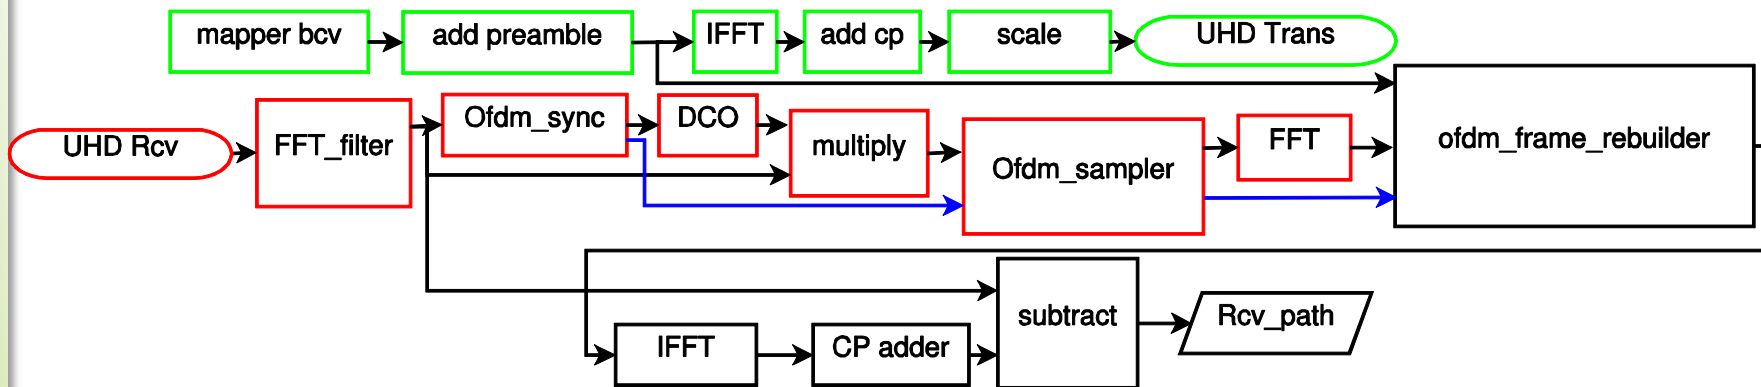 mapper bcv
add preamble
IFFT
add cp
scale
UHD Trans
UHD Rcv
FFT_filter
Ofdm_sync
DCO
multiply
Ofdm_sampler
FFT
ofdm_frame_rebuilder
IFFT
CP adder
subtract
Rcv_path